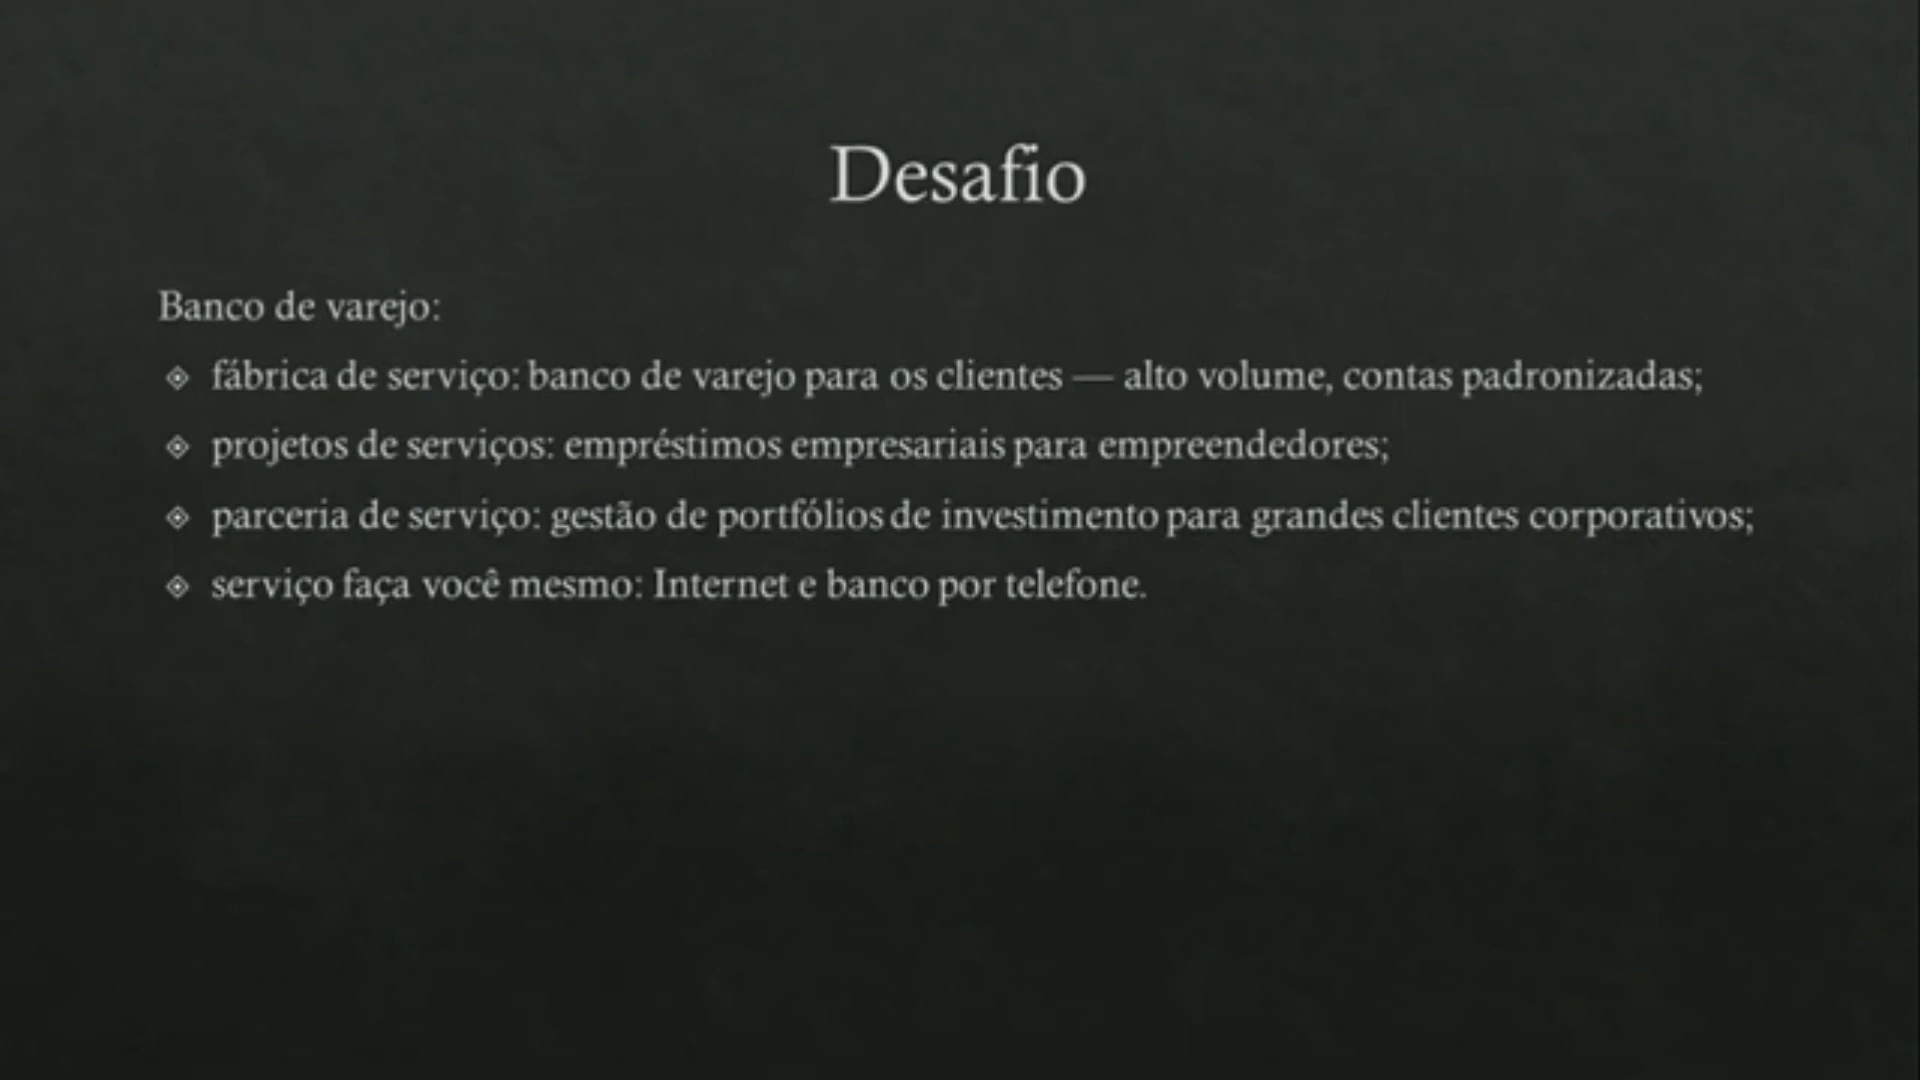 Desafio
Banco de varejo:
fábrica de serviço: banco de varejo para os clientes — alto volume, contas padronizadas;
projetos de serviços: empréstimos empresariais para empreendedores;
parceria de serviço: gestão de portfólios de investimento para grandes clientes corporativos;
serviço faça você mesmo: Internet e banco por telefone.